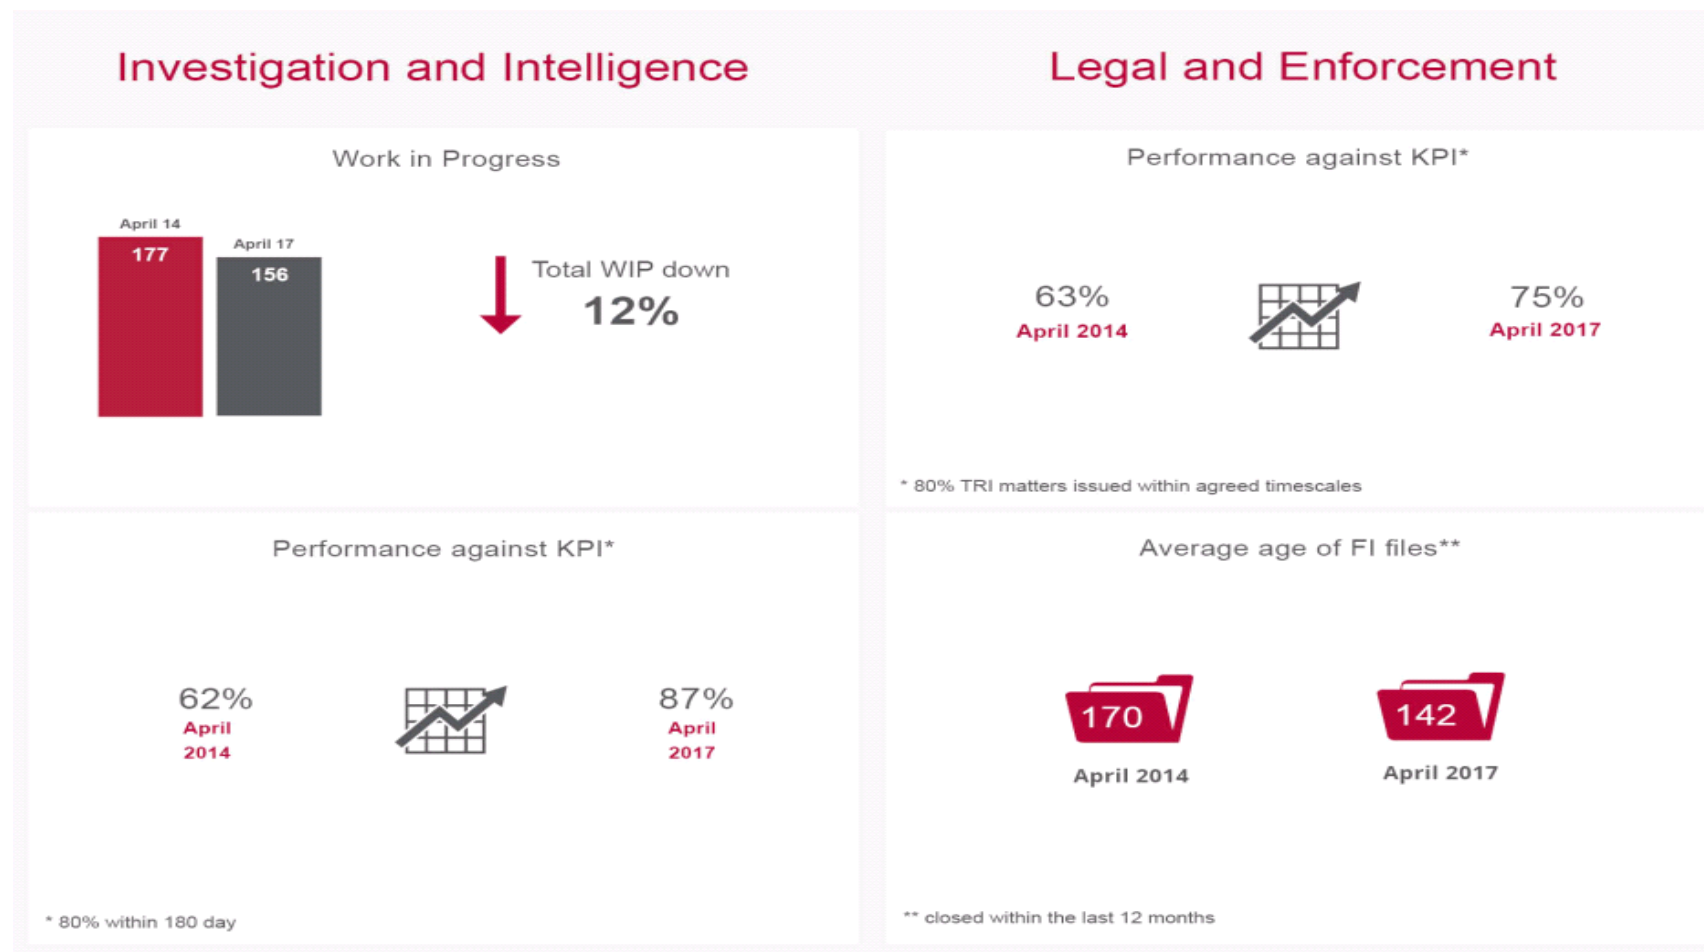 Investigation and Intelligence
Work in Progress
April 14
177
April 17
156
Total WIP down
12%
Performance against KPI*
62%
April
2014
87%
April
2017
* 80% within 180 day
Legal and Enforcement
Performance against KPI*
63%
April 2014
75%
April 2017
* 80% TRI matters issued within agreed timescales
Average age of FI files**
170
April 2014
142
April 2017
** closed within the last 12 months